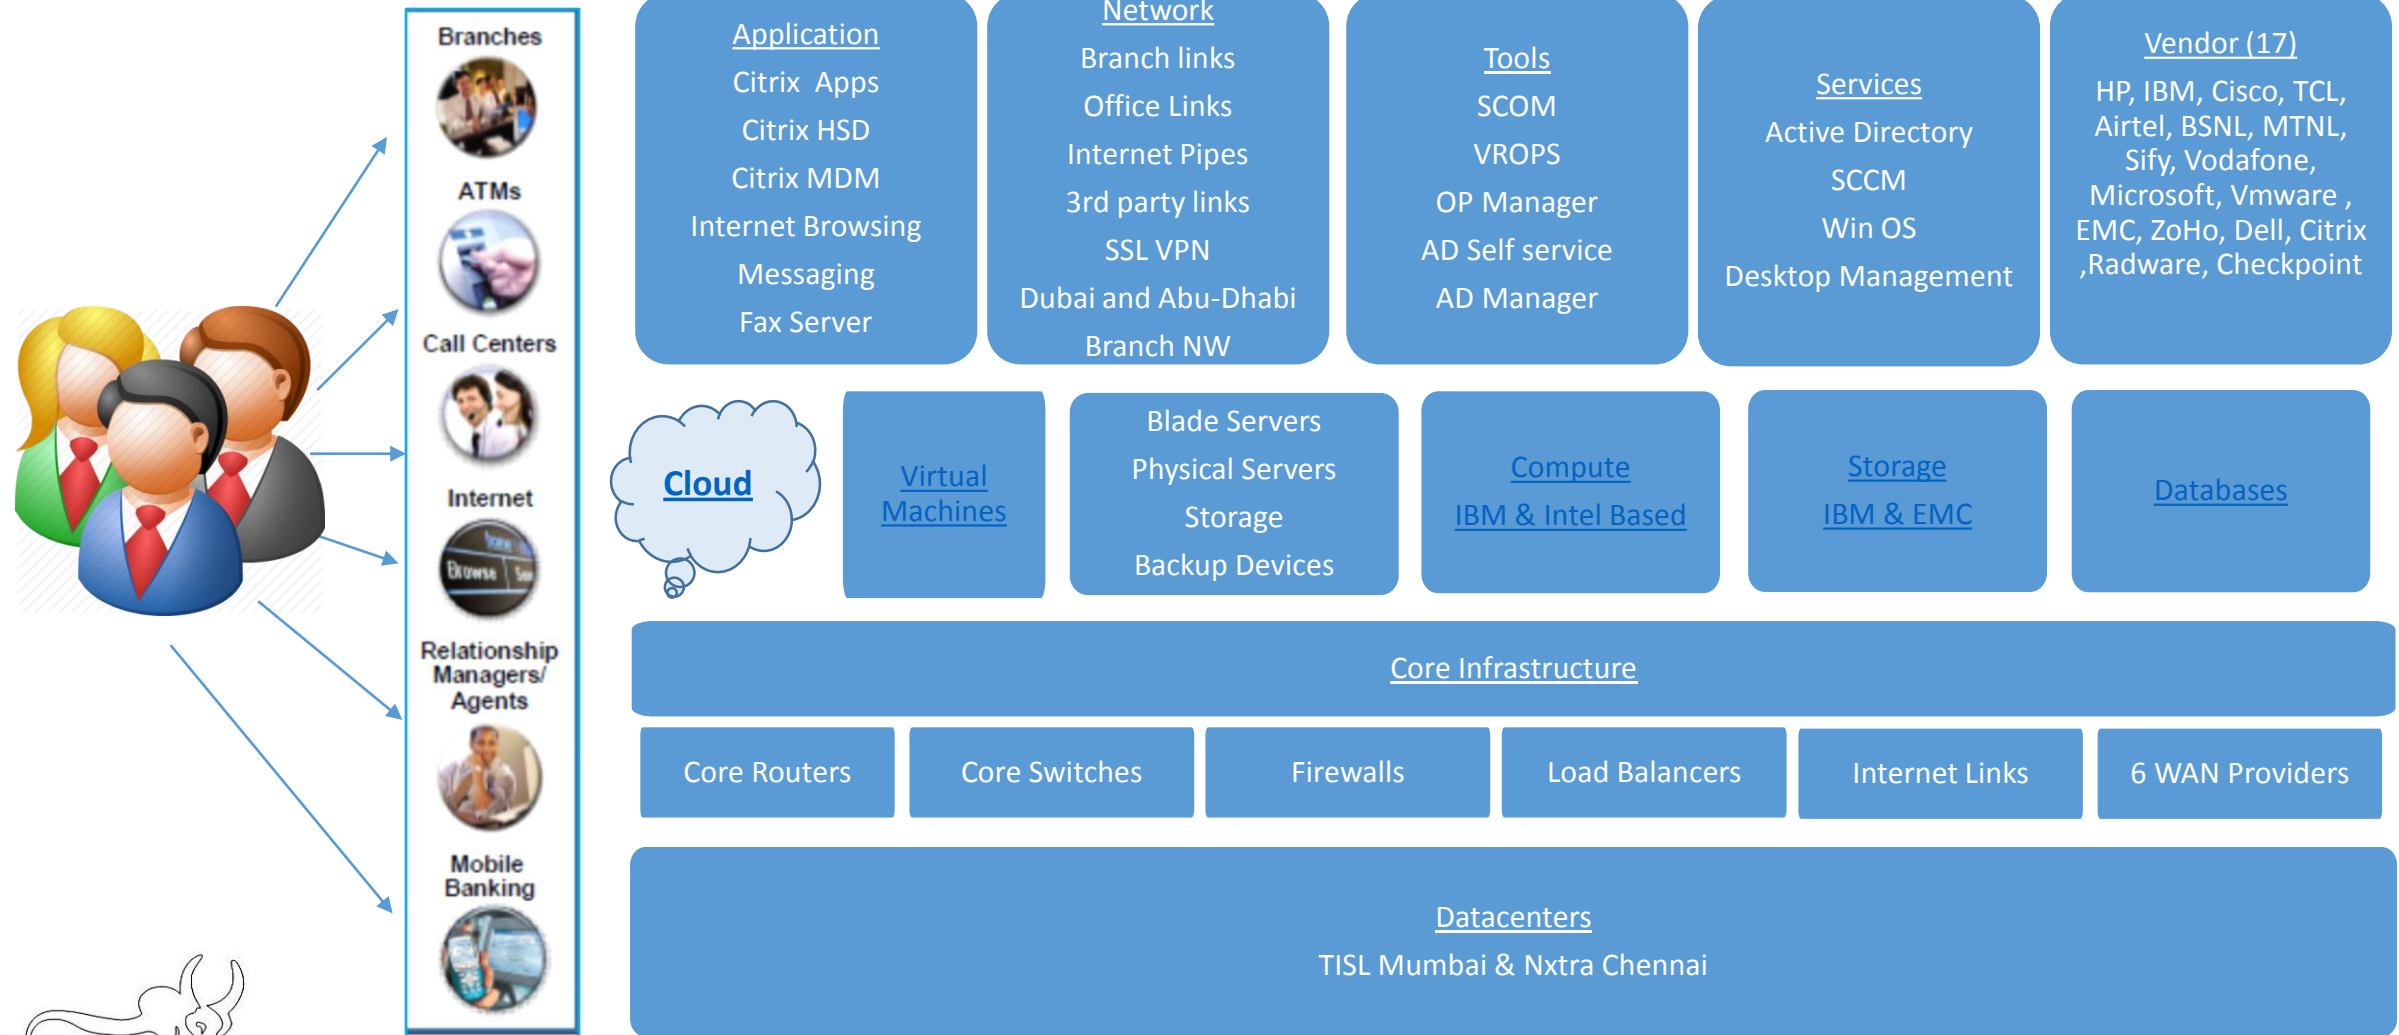 Branches
ATMs
Call Centers
Internet
Browse
Relationship
Managers/
Agents
Mobile
Banking
Application
Citrix  Apps
Citrix HSD
Citrix MDM
Internet Browsing
Messaging
Fax Server
Network
Branch links
Office Links
Internet Pipes
3rd party links
SSL VPN
Dubai and Abu-Dhabi
Branch NW
Tools
SCOM
VROPS
OP Manager
AD Self service
AD Manager
Services
Active Directory
SCCM
Win OS
Desktop Management
Vendor (17)
HP, IBM, Cisco, TCL,
Airtel, BSNL, MTNL,
Sify, Vodafone,
Microsoft, Vmware ,
EMC, ZoHo, Dell, Citrix
,Radware, Checkpoint
Cloud
Virtual
Machines
Blade Servers
Physical Servers
Storage
Backup Devices
Compute
IBM & Intel Based
Storage
IBM & EMC
Databases
Core Infrastructure
Core Routers
Core Switches
Firewalls
Load Balancers
Internet Links
6 WAN Providers
Datacenters
TISL Mumbai & Nxtra Chennai